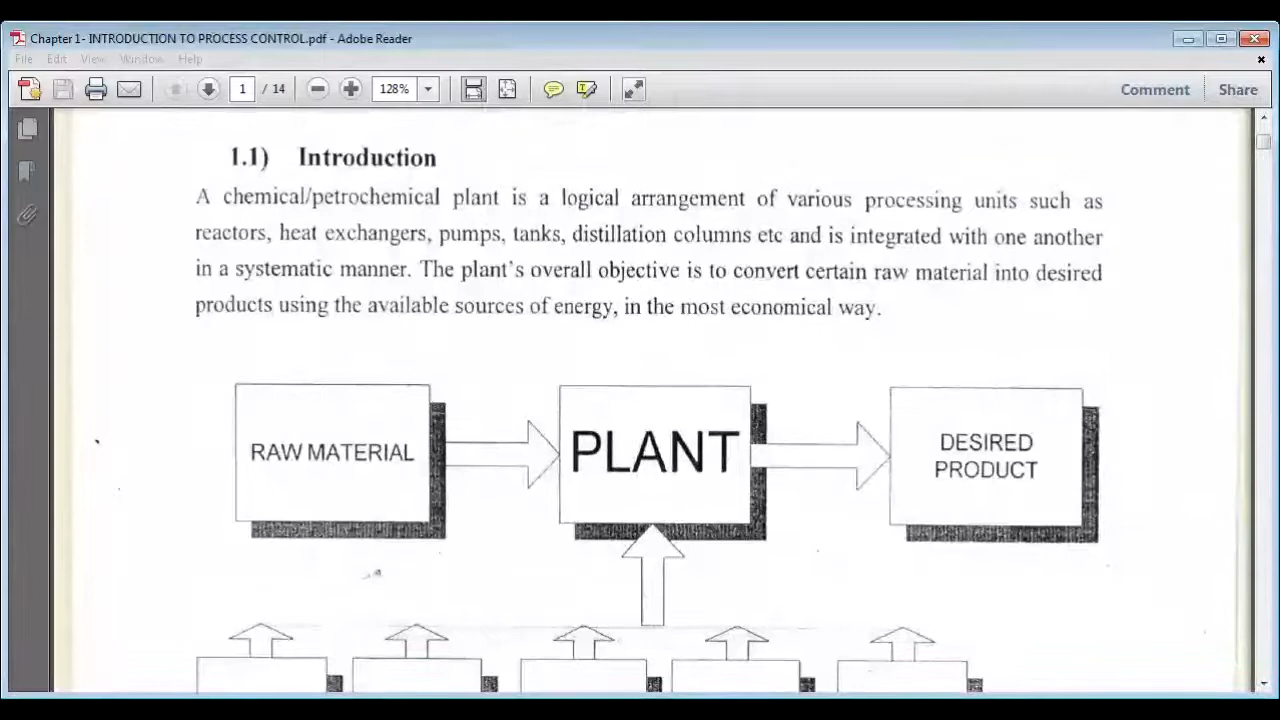 Chapter 1- INTRODUCTION TO PROCESS CONTROL.pdf - Adobe Reader
File Edit View Window Help
1 / 14 128% Comment Share
1.1) Introduction
A chemical/petrochemical plant is a logical arrangement of various processing units such as
reactors, heat exchangers, pumps, tanks, distillation columns etc and is integrated with one another
in a systematic manner. The plant's overall objective is to convert certain raw material into desired
products using the available sources of energy, in the most economical way.
RAW MATERIAL
PLANT
DESIRED
PRODUCT